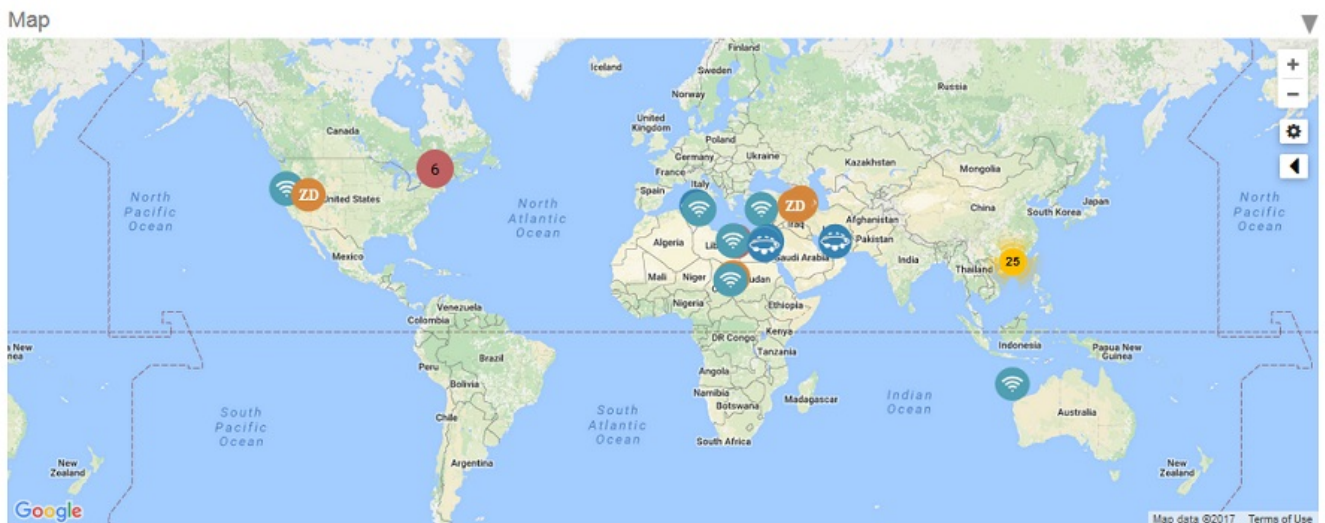 Map
Finland
Iceland
Sweden
Russia
Norway
United
Kingdom
Canada
Poland
Germany
Ukraine
Kazakhstan
Mongolia
France
6
Italy
Spain
ZD
United States
ZD
North
Pacific
Ocean
North
Atlantic
Ocean
China
South Korea
Japan
North
Pacific
Ocean
Iraq
Afghanistan
Pakistan
Algeria
Saudi Arabia
Mexico
India
Thailand
25
Mali
Niger
Nigeria
Ethiopia
Venezuela
Colombia
Kenya
DR Congo
Indonesia
Papua New
Guinea
Tanzania
Brazil
Peru
Angola
Bolivia
Namibia
Botswana
Madagascar
Indian
Ocean
Australia
South
Pacific
Ocean
Chile
South
Atlantic
Ocean
South Africa
Argentina
New
Zealand
New
Zealand
Google
Map data ©2017 Terms of Use